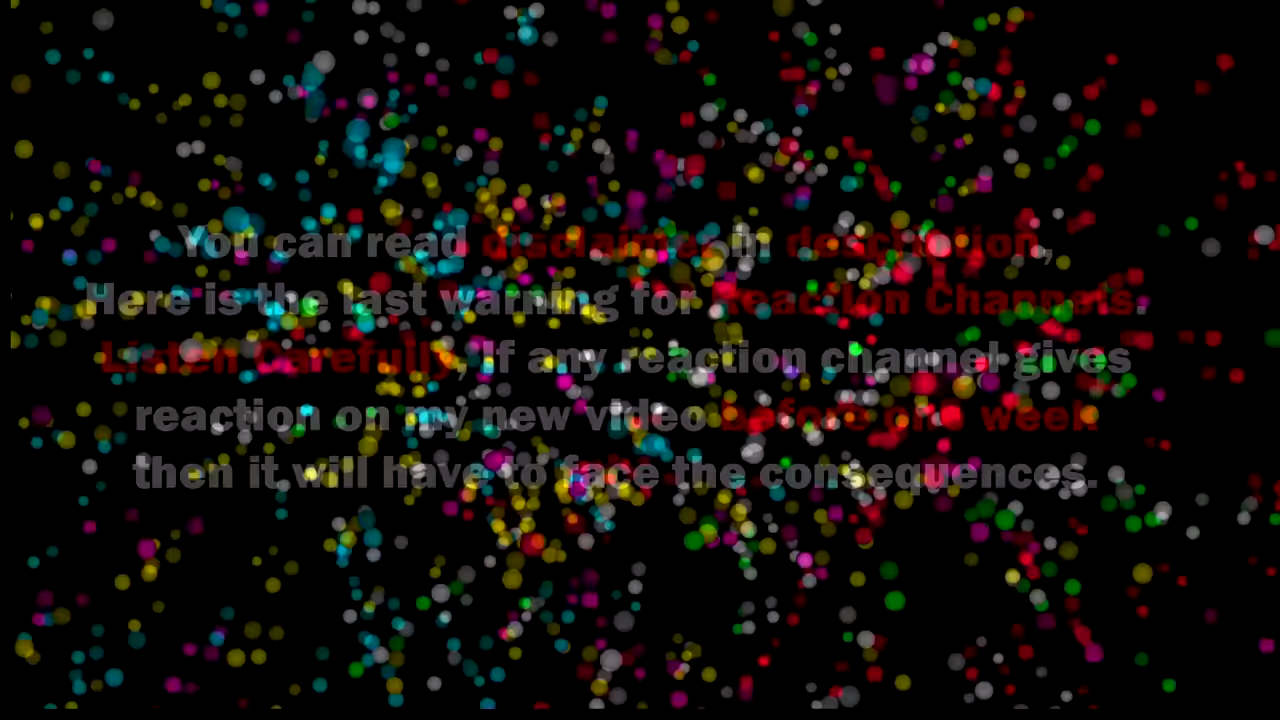 You can read disclaimer in description,
Here is the last warning for Reaction Channels.
Listen Carefully, If any reaction channel gives
reaction on my new video before one week
then it will have to face the consequences.